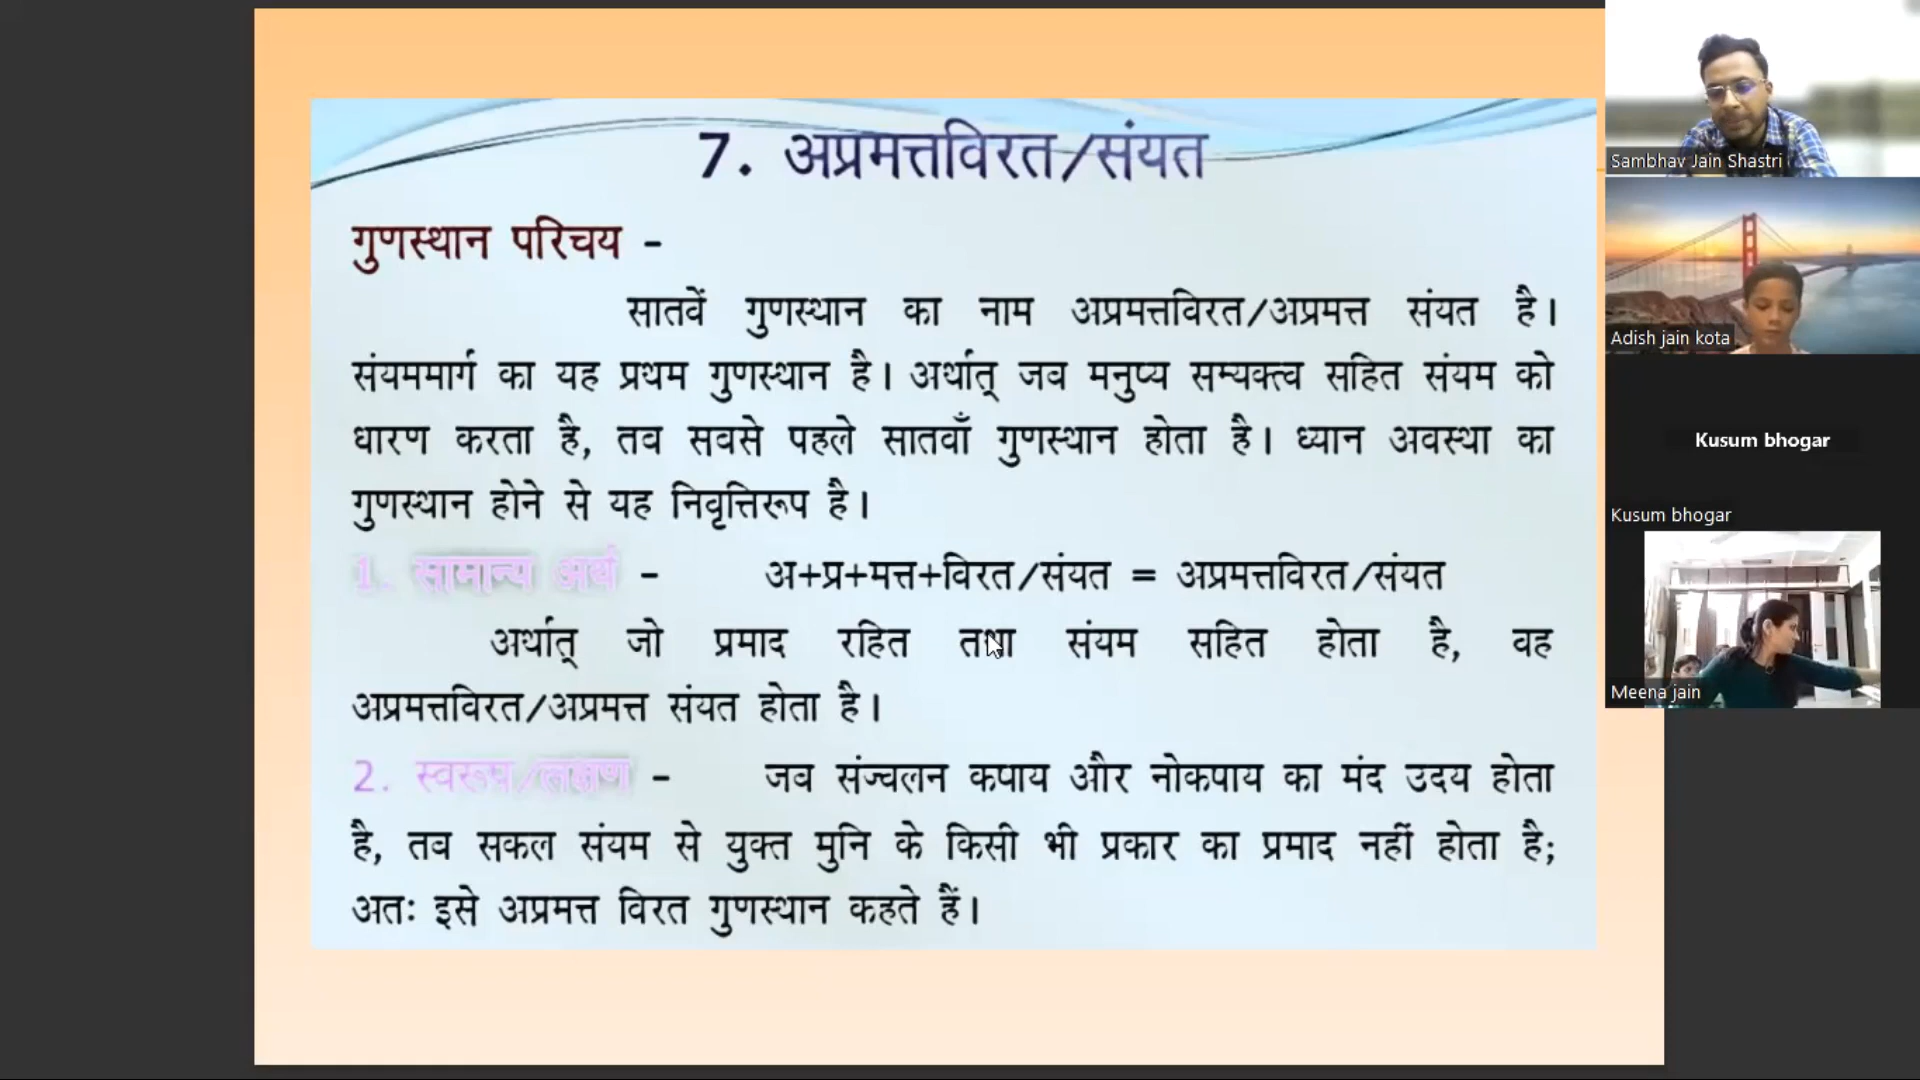 7. अप्रमत्तविरत/संयत
गुणस्थान परिचय -
सातवें गुणस्थान का नाम अप्रमत्तविरत/अप्रमत्त संयत है।
संयममार्ग का यह प्रथम गुणस्थान है। अर्थात् जब मनुष्य सम्यक्त्व सहित संयम को
धारण करता है, तब सबसे पहले सातवाँ गुणस्थान होता है। ध्यान अवस्था का
गुणस्थान होने से यह निवृत्तिरूप है।
1. सामान्य अर्थ - अ+प्र+मत्त+विरत/संयत = अप्रमत्तविरत/संयत
अर्थात् जो प्रमाद रहित तथा संयम सहित होता है, वह
अप्रमत्तविरत/अप्रमत्त संयत होता है।
2. स्वरूप/लक्षण - जब संज्वलन कषाय और नोकषाय का मंद उदय होता
है, तब सकल संयम से युक्त मुनि के किसी भी प्रकार का प्रमाद नहीं होता है;
अतः इसे अप्रमत्त विरत गुणस्थान कहते हैं।
Sambhav Jain Shastri
Adish jain kota
Kusum bhogar
Kusum bhogar
Meena jain